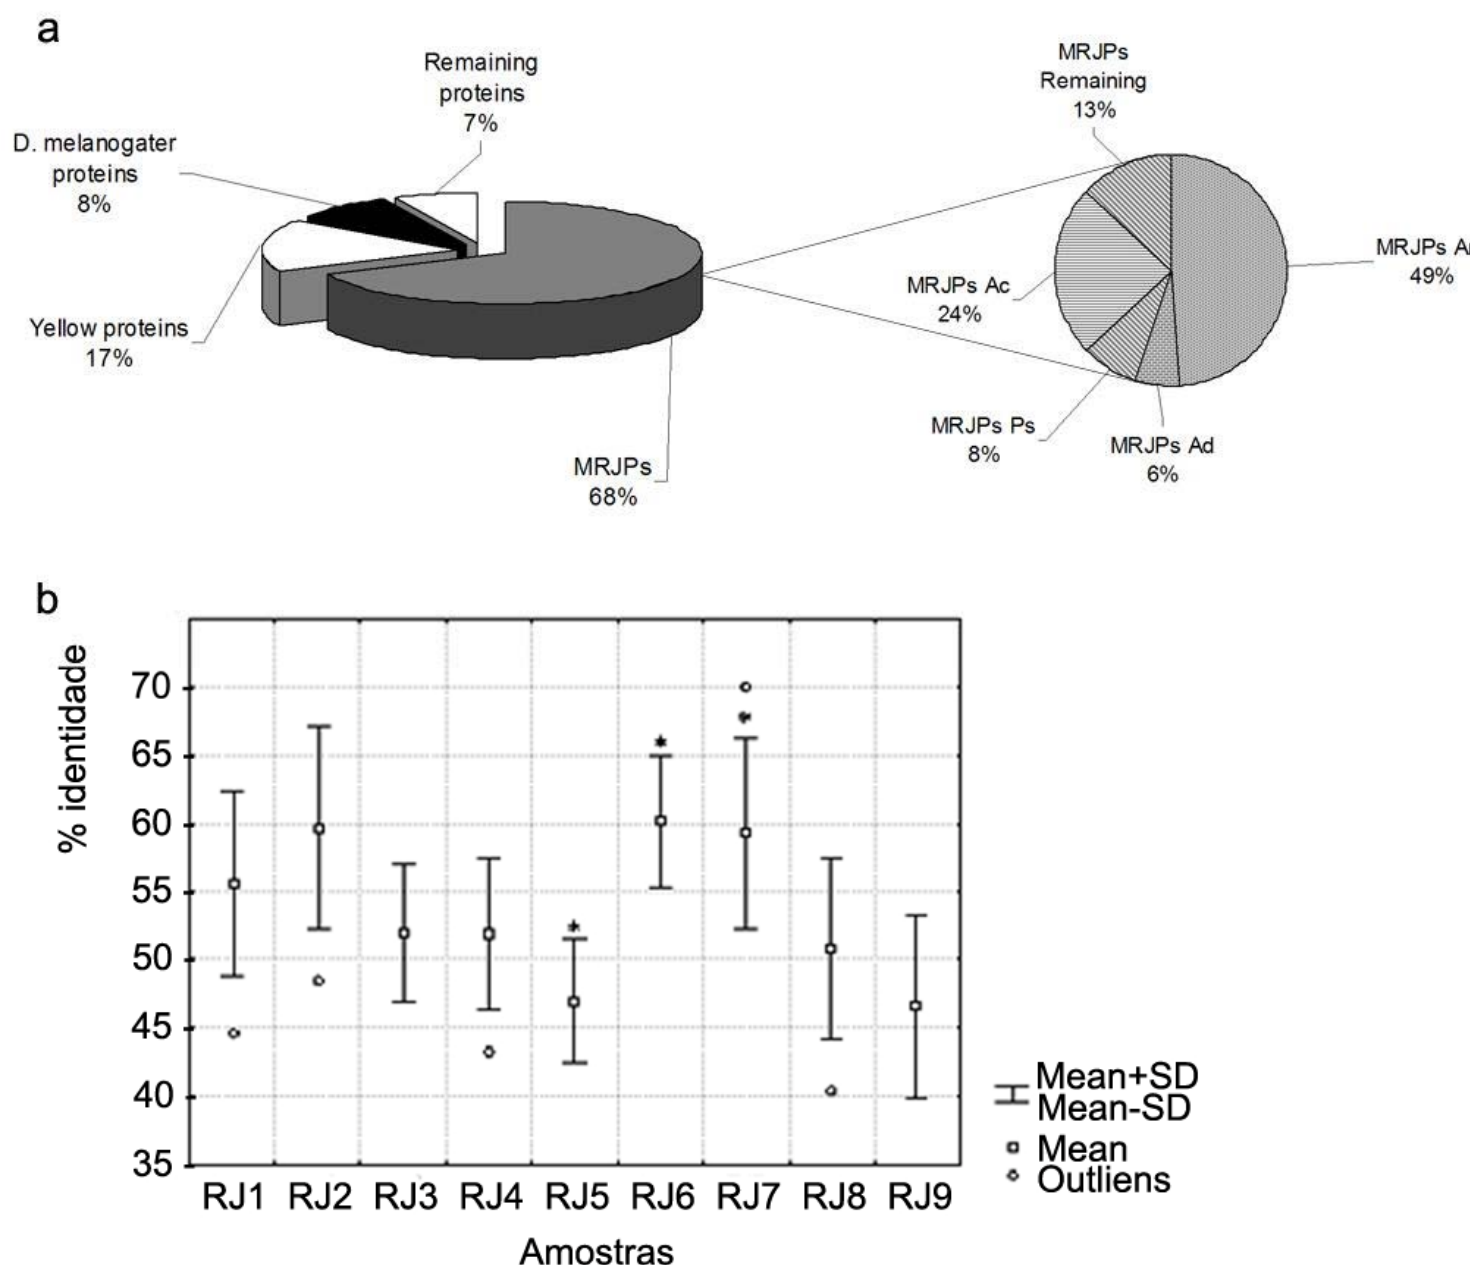 a
Remaining
proteins
7%
D. melanogater
proteins
8%
Yellow proteins
17%
MRJPs
68%
MRJPs
Remaining
13%
MRJPs
49%
MRJPs Ac
24%
MRJPs Ps
8%
MRJPs Ad
6%
b
% identidade
70
65
60
55
50
45
40
35
RJ1 RJ2 RJ3 RJ4 RJ5 RJ6 RJ7 RJ8 RJ9
Amostras
Mean+SD
Mean-SD
Mean
Outliens